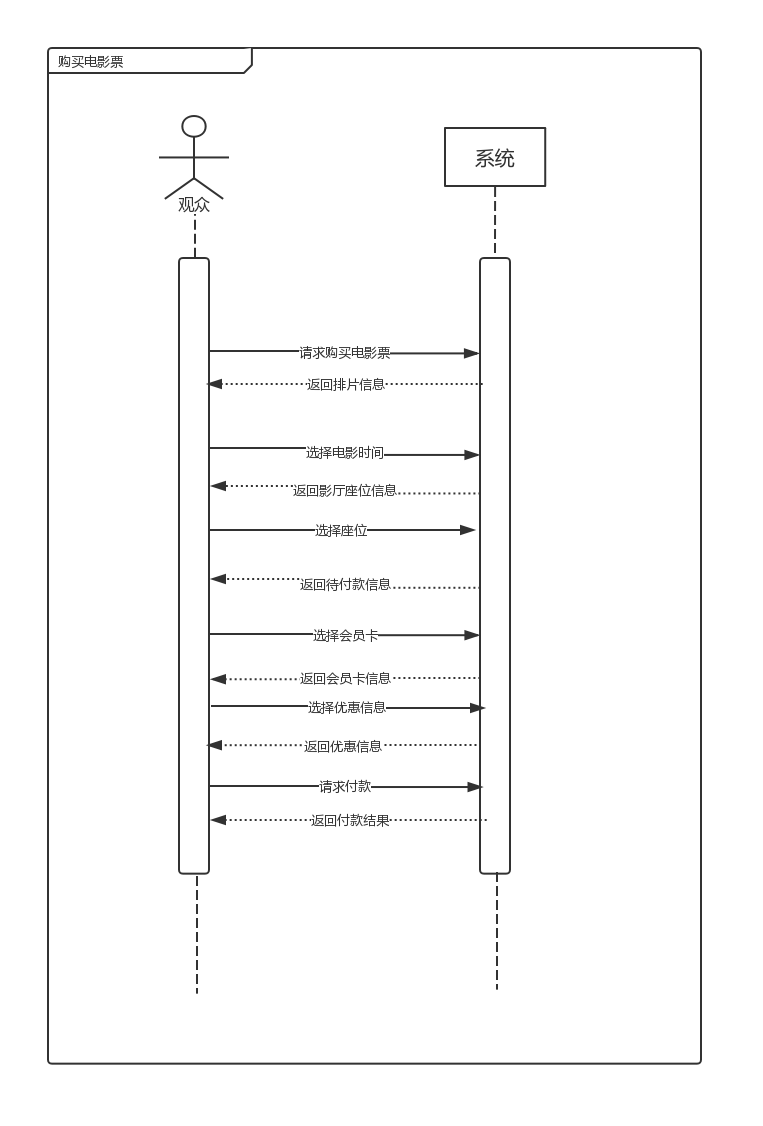 购买电影票
系统
观众
请求购买电影票
返回排片信息
选择电影时间
返回影厅座位信息
选择座位
返回待付款信息
选择会员卡
返回会员卡信息
选择优惠信息
返回优惠信息
请求付款
返回付款结果